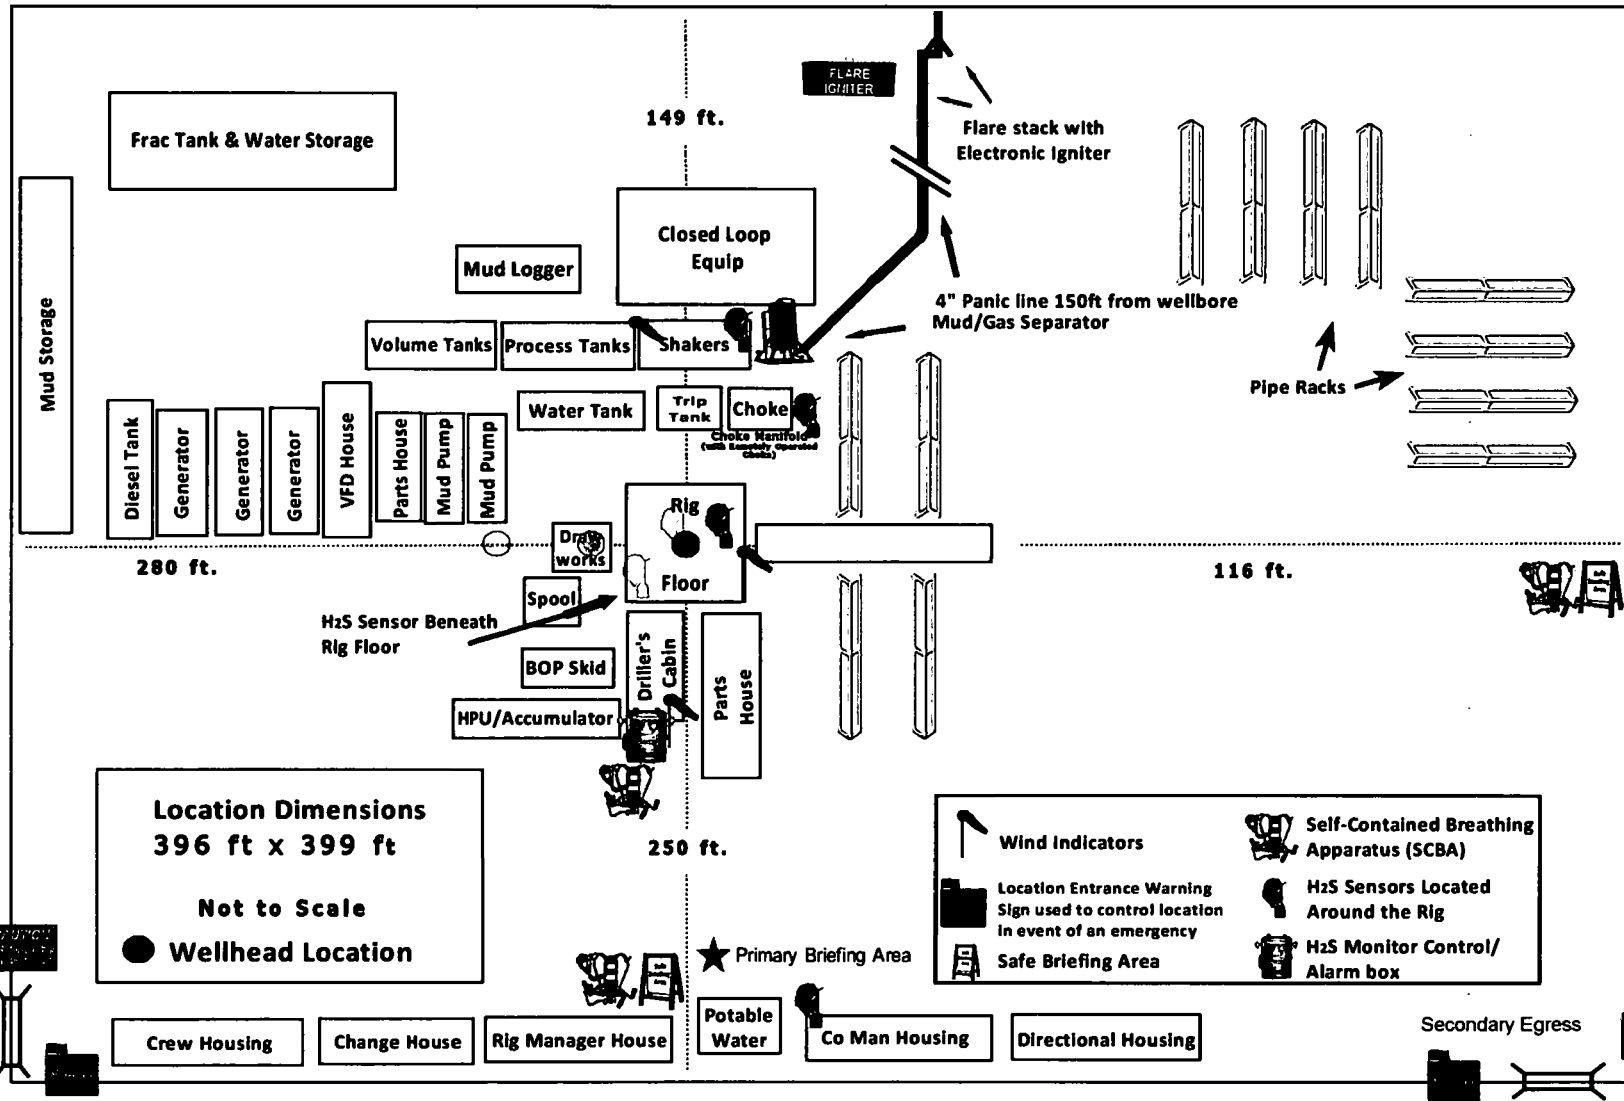 FLARE
IGNITER
149 ft.
Flare stack with
Electronic Igniter
Frac Tank & Water Storage
Closed Loop
Equip
Mud Logger
4" Panic line 150ft from wellbore
Mud/Gas Separator
Mud Storage
Volume Tanks
Process Tanks
Shakers
Pipe Racks
Water Tank
Trip
Tank
Choke
Choke Manifold
(with Remotely Operated
Choke)
Diesel Tank
Generator
Generator
Generator
VFD House
Parts House
Mud Pump
Mud Pump
Rig
Floor
Draw
works
280 ft.
116 ft.
Spool
H2S Sensor Beneath
Rig Floor
BOP Skid
Driller's
Cabin
Parts
House
HPU/Accumulator
Location Dimensions
396 ft x 399 ft
Not to Scale
Wellhead Location
250 ft.
Wind Indicators
Location Entrance Warning
Sign used to control location
in event of an emergency
Safe Briefing Area
Self-Contained Breathing
Apparatus (SCBA)
H2S Sensors Located
Around the Rig
H2S Monitor Control/
Alarm box
Primary Briefing Area
Crew Housing
Change House
Rig Manager House
Potable
Water
Co Man Housing
Directional Housing
Secondary Egress